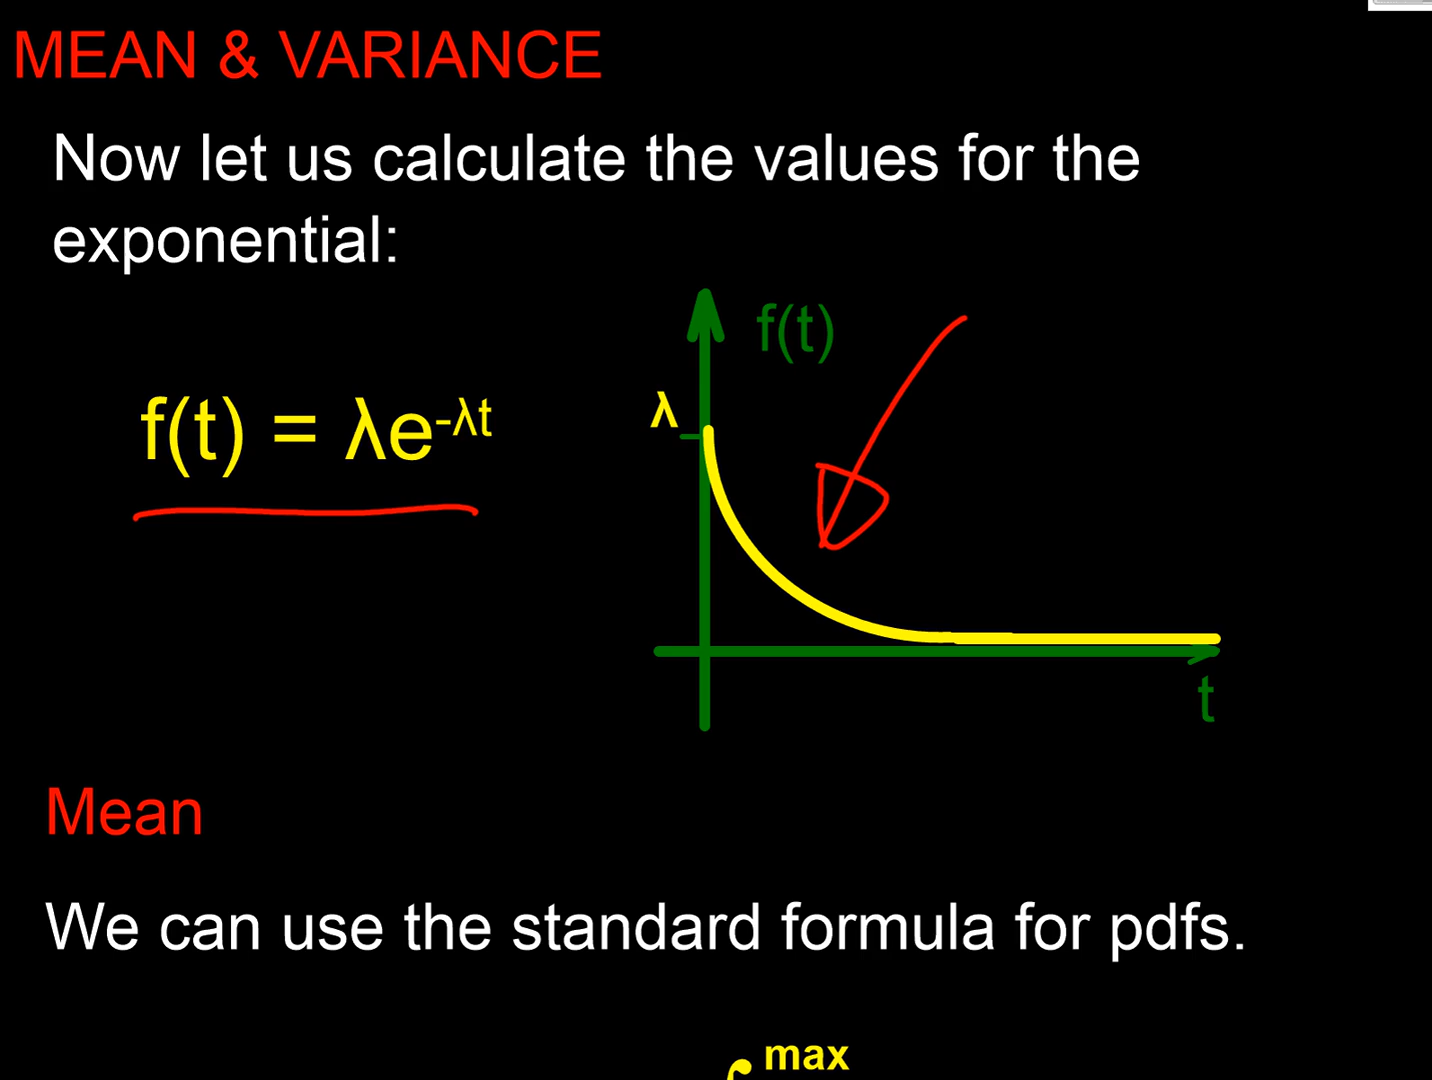 MEAN & VARIANCE
Now let us calculate the values for the
exponential:
f(t)
λ
f(t) = λe-λt
t
Mean
We can use the standard formula for pdfs.
max